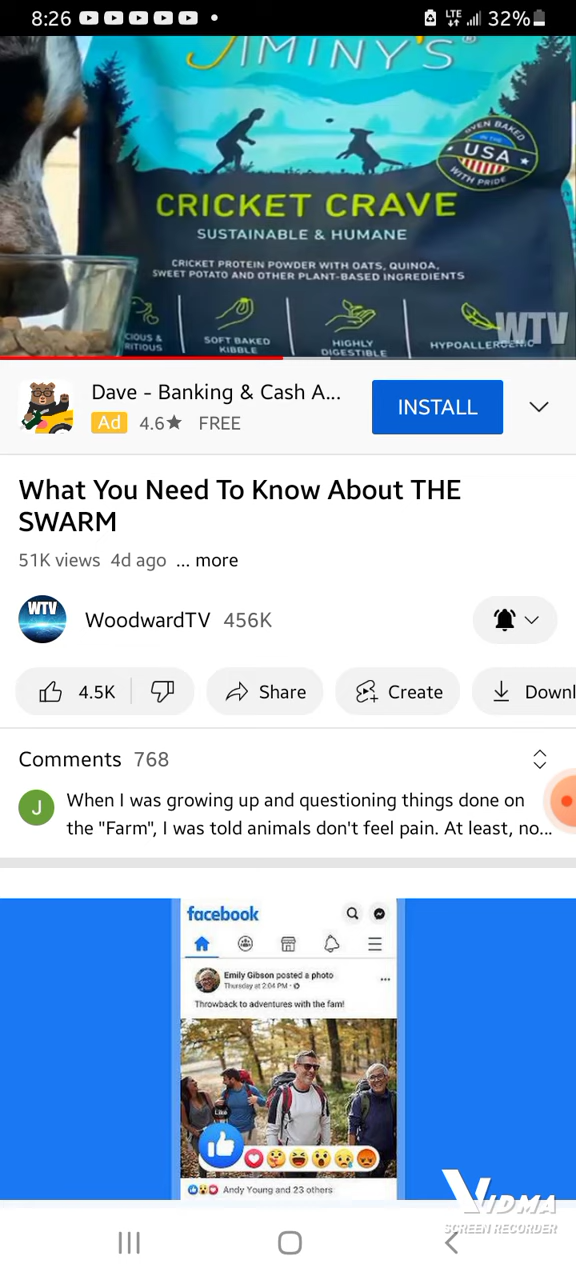 8:26
LTE
32%
JIMINY'S®
OVEN BAKED
IN THE
USA
WITH PRIDE
CRICKET CRAVE
SUSTAINABLE & HUMANE
CRICKET PROTEIN POWDER WITH OATS, QUINOA,
SWEET POTATO AND OTHER PLANT-BASED INGREDIENTS
CIOUS &
RITIOUS
SOFT BAKED
KIBBLE
HIGHLY
DIGESTIBLE
HYPOALLERGENIC
WTV
Dave - Banking & Cash A...
INSTALL
Ad 4.6★ FREE
What You Need To Know About THE
SWARM
51K views 4d ago ... more
WTV
WoodwardTV 456K
4.5K
Share
Create
Downl
Comments 768
J
When I was growing up and questioning things done on
the "Farm", I was told animals don't feel pain. At least, no...
facebook
Emily Gibson posted a photo
Thursday at 2:04 PM
Throwback to adventures with the fam!
Like
Andy Young and 23 others
VIDMA
SCREEN RECORDER